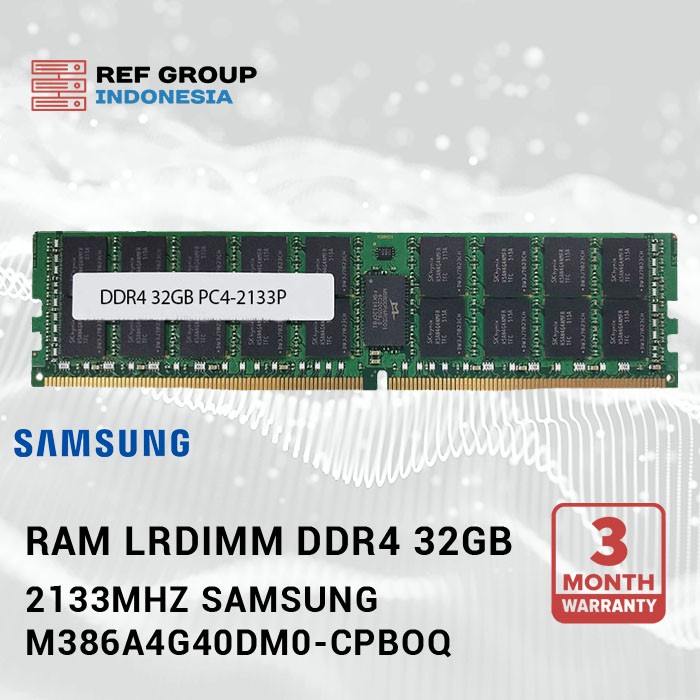 REF GROUP
INDONESIA
DDR4 32GB PC4-2133P
SAMSUNG
RAM LRDIMM DDR4 32GB
2133MHZ SAMSUNG
M386A4G40DM0-CPBOQ
3
MONTH
WARRANTY